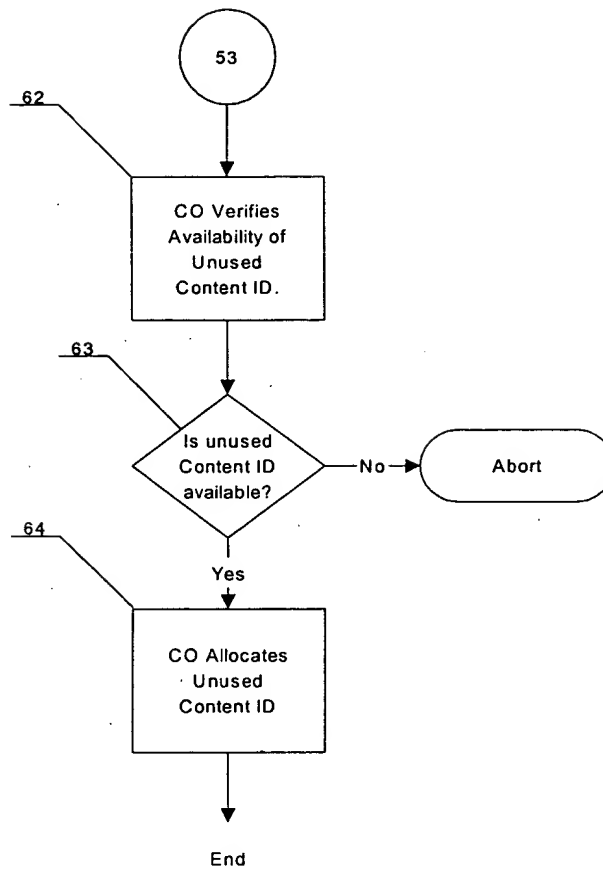 53
62
CO Verifies
Availability of
Unused
Content ID.
63
Is unused
Content ID
available?
No
Abort
64
Yes
CO Allocates
Unused
Content ID
End